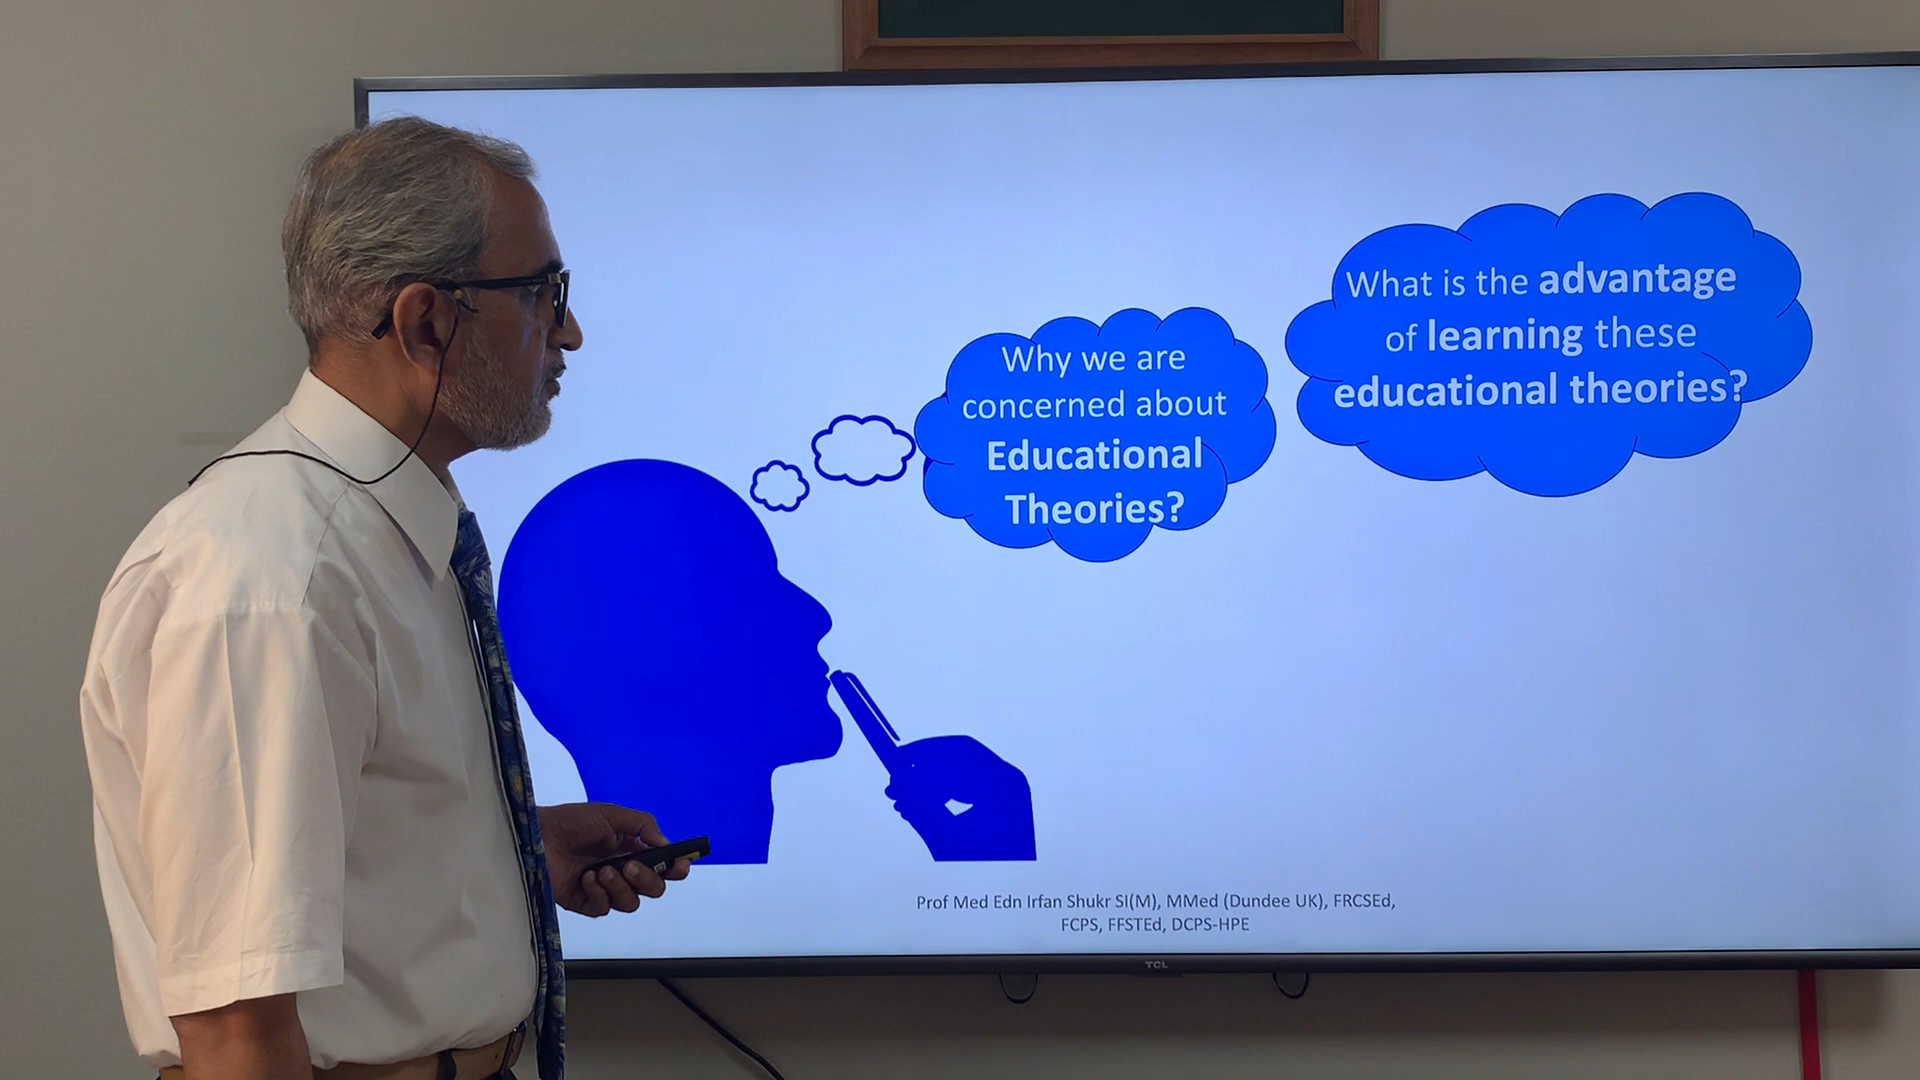 Why we are
concerned about
Educational
Theories?
What is the advantage
of learning these
educational theories?
Prof Med Edn Irfan Shukr SI(M), MMed (Dundee UK), FRCSEd,
FCPS, FFSTEd, DCPS-HPE
TCL